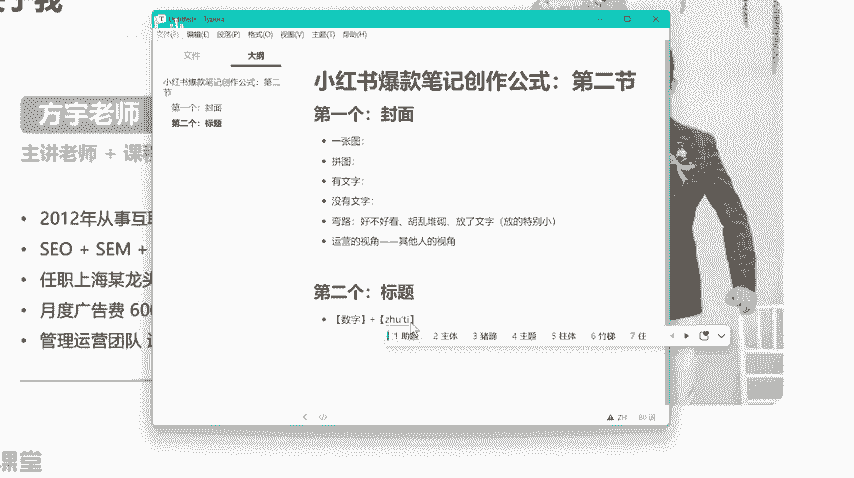 方宇老师
主讲老师 + 课程
2012年从事互联
SEO + SEM +
任职上海某龙头
月度广告费 600
管理运营团队
课堂
Untitled • - Typora
文件(F) 编辑(E) 段落(P) 格式(O) 视图(V) 主题(T) 帮助(H)
文件 大纲
小红书爆款笔记创作公式：第二节
第一个：封面
第二个：标题
小红书爆款笔记创作公式：第二节
第一个：封面
一张图：
拼图：
有文字：
没有文字：
弯路：好不好看、胡乱堆砌、放了文字（放的特别小）
运营的视角——其他人的视角
第二个：标题
【数字】+【zhu'ti】
1 助题 2 主体 3 猪蹄 4 主题 5 柱体 6 竹梯 7 住
ZH 80 词